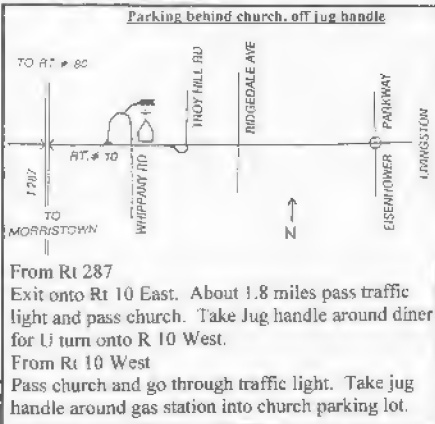 Parking behind church, off jug handle
TO RT # 80
TROY HILL RD
RIDGEDALE AVE
PARKWAY
LIVINGSTON
RT. # 10
I 287
WHIPPANY RD
EISENHOWER
TO
MORRISTOWN
N
From Rt 287
Exit onto Rt 10 East. About 1.8 miles pass traffic
light and pass church. Take Jug handle around diner
for U turn onto R 10 West.
From Rt 10 West
Pass church and go through traffic light. Take jug
handle around gas station into church parking lot.